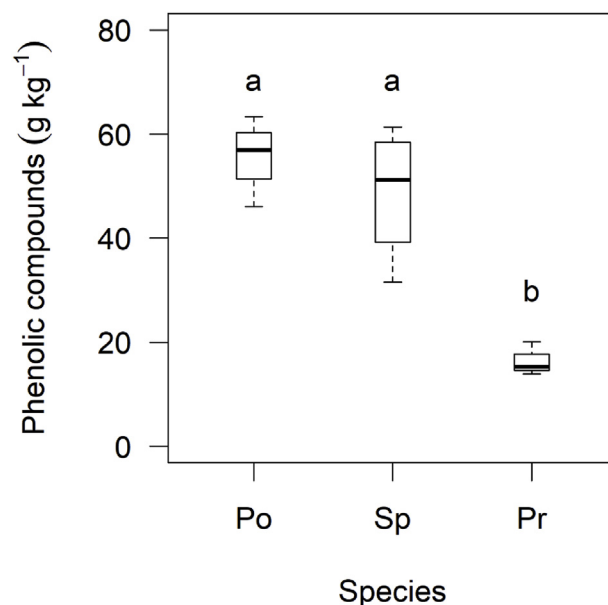 Phenolic compounds (g kg⁻¹)
80
60
40
20
0
a
a
b
Po Sp Pr
Species